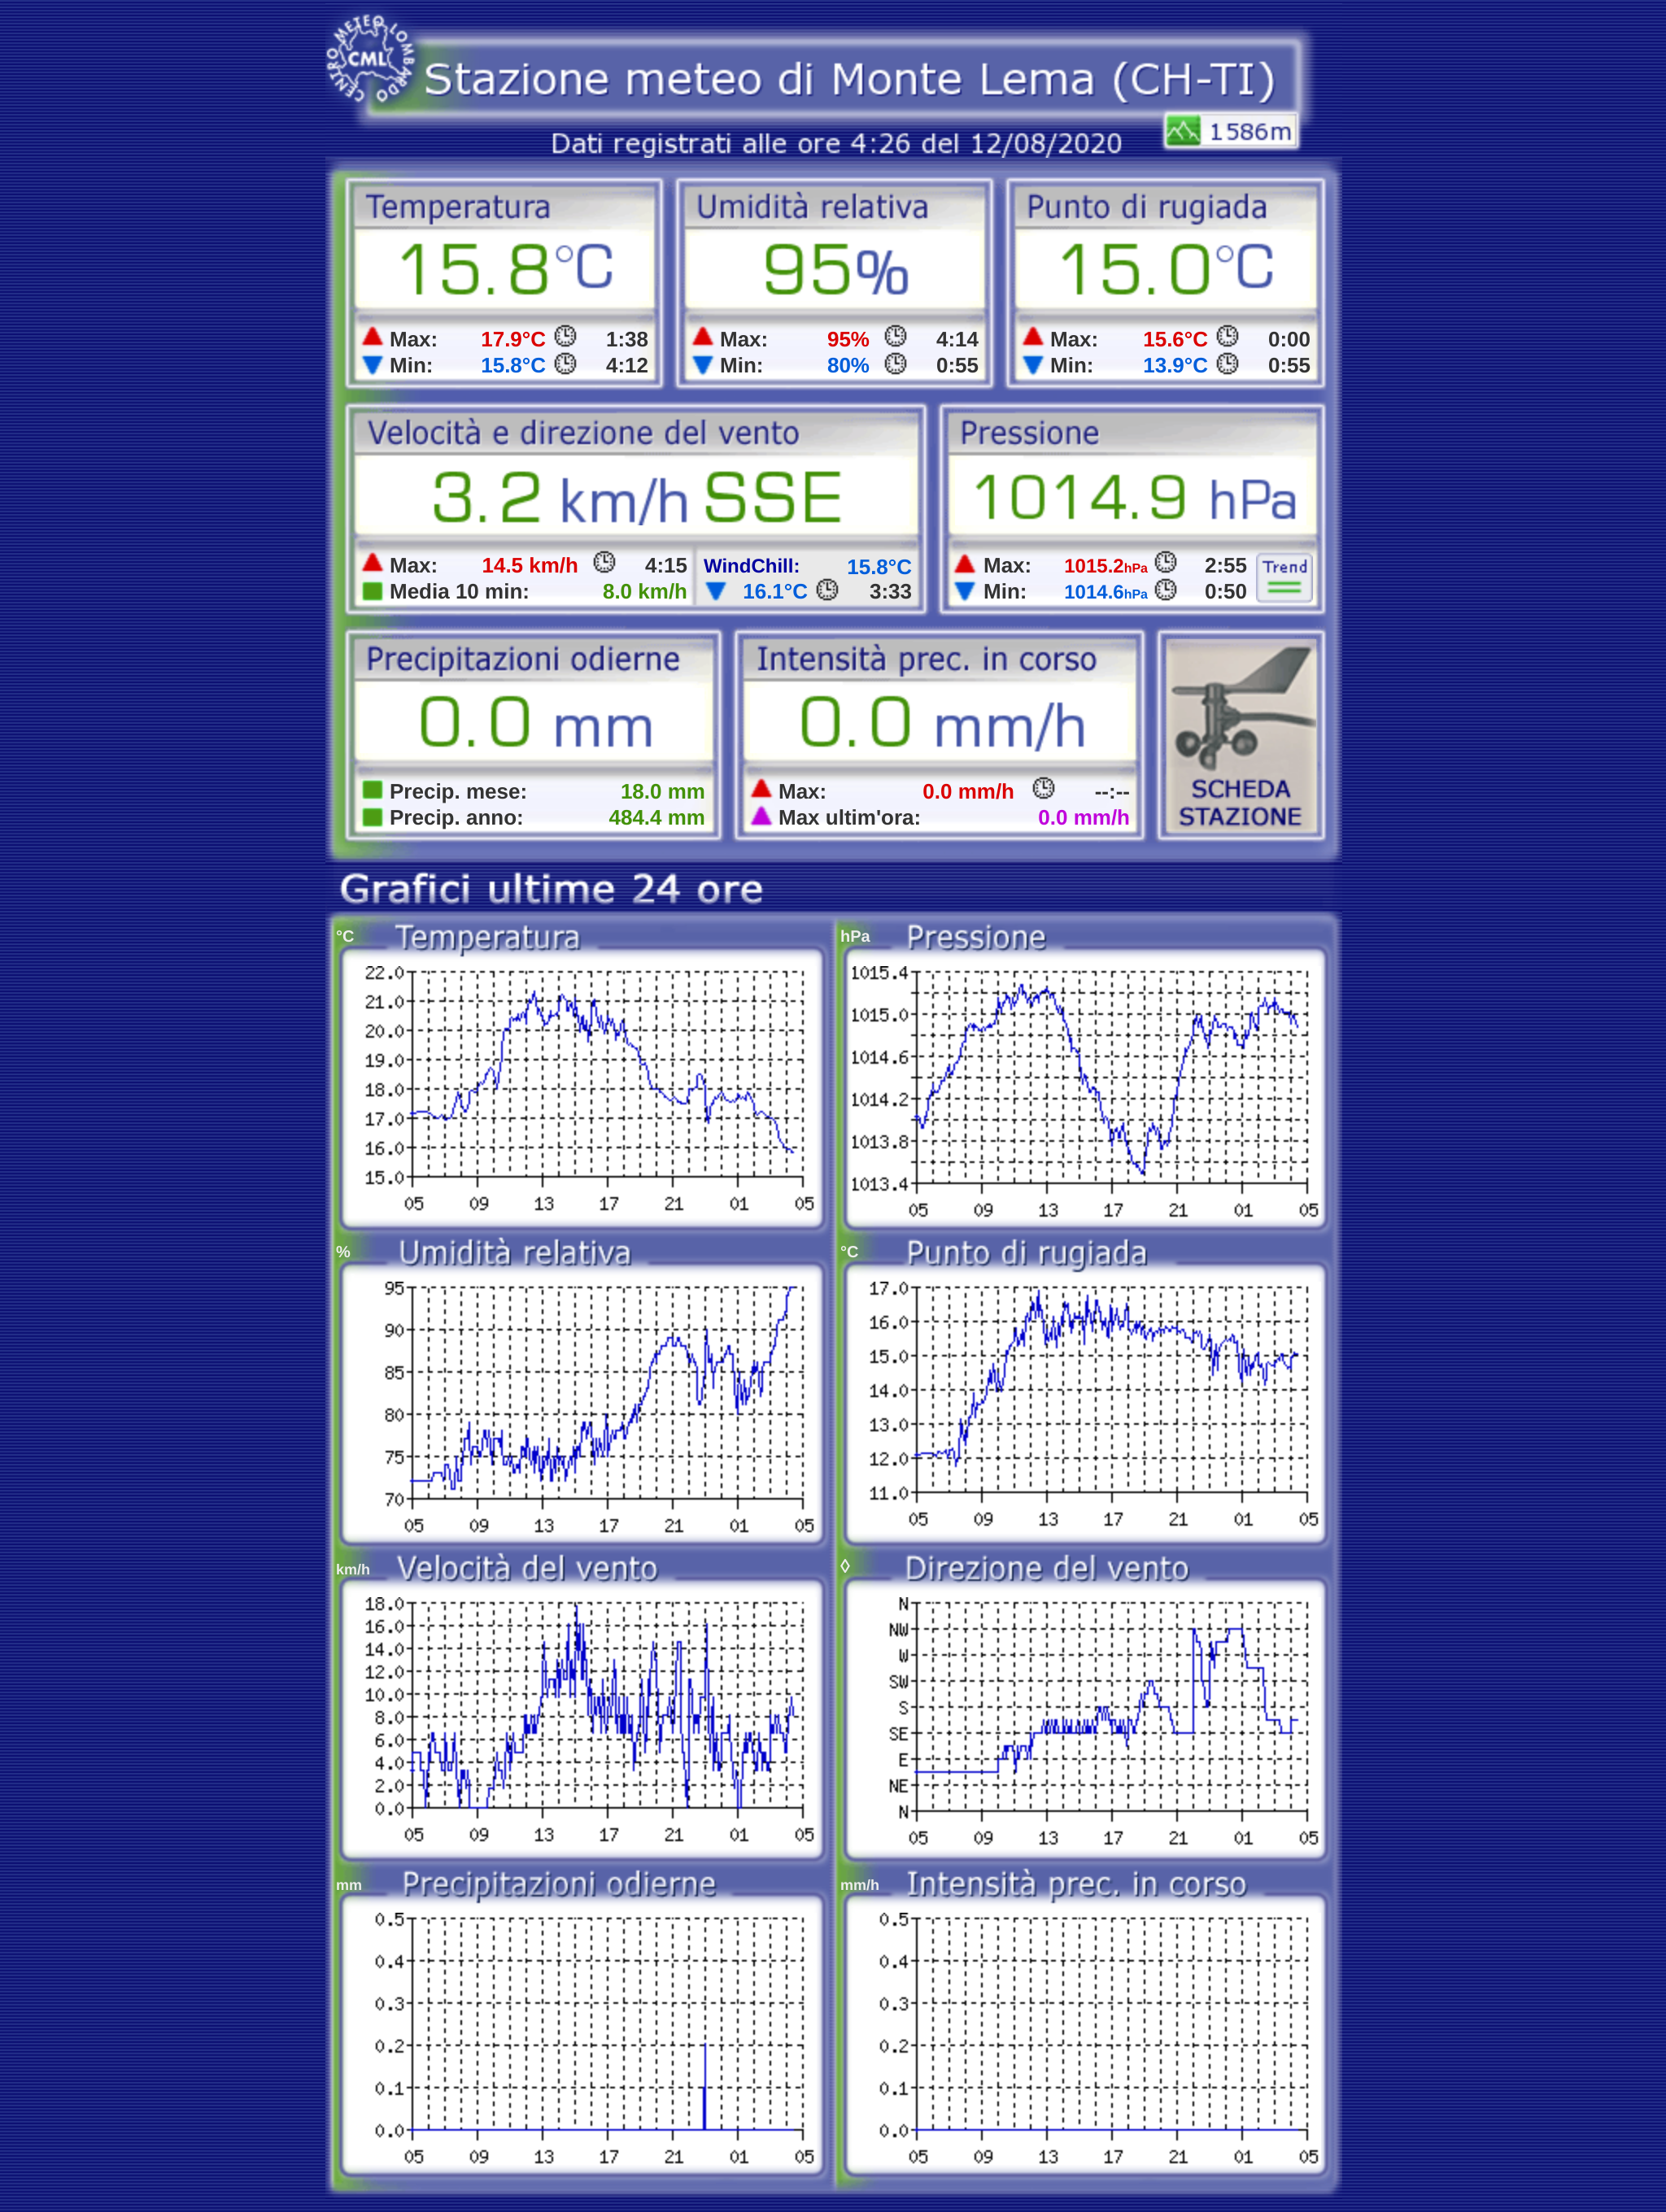 CENTRO METEO LOMBARDO
CML
Stazione meteo di Monte Lema (CH-TI)
1586m
Dati registrati alle ore 4:26 del 12/08/2020
Temperatura Umidità relativa Punto di rugiada
15.8°C 95% 15.0°C
Max: 17.9°C 1:38 Max: 95% 4:14 Max: 15.6°C 0:00
Min: 15.8°C 4:12 Min: 80% 0:55 Min: 13.9°C 0:55
Velocità e direzione del vento Pressione
3.2 km/h SSE 1014.9 hPa
Max: 14.5 km/h 4:15 WindChill: 15.8°C Max: 1015.2hPa 2:55 Trend
Media 10 min: 8.0 km/h 16.1°C 3:33 Min: 1014.6hPa 0:50
Precipitazioni odierne Intensità prec. in corso
0.0 mm 0.0 mm/h
Precip. mese: 18.0 mm Max: 0.0 mm/h --:-- SCHEDA
Precip. anno: 484.4 mm Max ultim'ora: 0.0 mm/h STAZIONE
Grafici ultime 24 ore
°C Temperatura
22.0
21.0
20.0
19.0
18.0
17.0
16.0
15.0
05 09 13 17 21 01 05
hPa Pressione
1015.4
1015.0
1014.6
1014.2
1013.8
1013.4
05 09 13 17 21 01 05
% Umidità relativa
95
90
85
80
75
70
05 09 13 17 21 01 05
°C Punto di rugiada
17.0
16.0
15.0
14.0
13.0
12.0
11.0
05 09 13 17 21 01 05
km/h Velocità del vento
18.0
16.0
14.0
12.0
10.0
8.0
6.0
4.0
2.0
0.0
05 09 13 17 21 01 05
◊ Direzione del vento
N
NW
W
SW
S
SE
E
NE
N
05 09 13 17 21 01 05
mm Precipitazioni odierne
0.5
0.4
0.3
0.2
0.1
0.0
05 09 13 17 21 01 05
mm/h Intensità prec. in corso
0.5
0.4
0.3
0.2
0.1
0.0
05 09 13 17 21 01 05